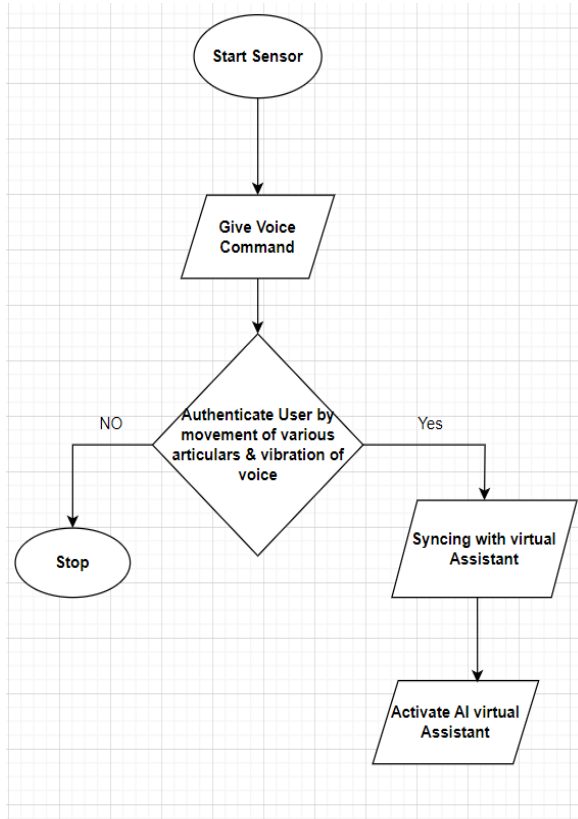 Start Sensor
Give Voice
Command
Authenticate User by
movement of various
articulars & vibration of
voice
NO
Yes
Stop
Syncing with virtual
Assistant
Activate AI virtual
Assistant